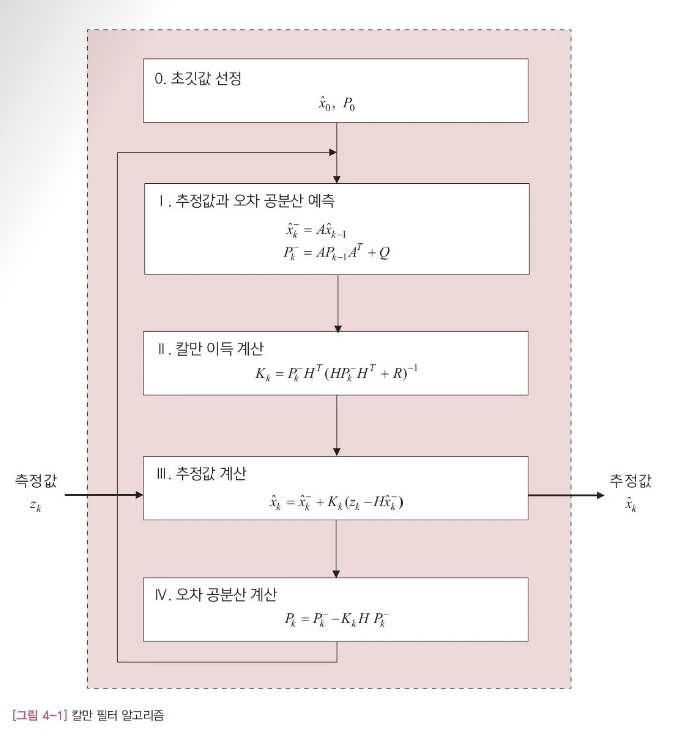 0. 초깃값 선정
x̂₀, P₀
Ⅰ. 추정값과 오차 공분산 예측
x̂ₖ⁻ = Ax̂ₖ₋₁
Pₖ⁻ = APₖ₋₁Aᵀ + Q
Ⅱ. 칼만 이득 계산
Kₖ = Pₖ⁻Hᵀ(HPₖ⁻Hᵀ + R)⁻¹
측정값
zₖ
Ⅲ. 추정값 계산
x̂ₖ = x̂ₖ⁻ + Kₖ(zₖ − Hx̂ₖ⁻)
추정값
x̂ₖ
Ⅳ. 오차 공분산 계산
Pₖ = Pₖ⁻ − KₖH Pₖ⁻
[그림 4-1] 칼만 필터 알고리즘